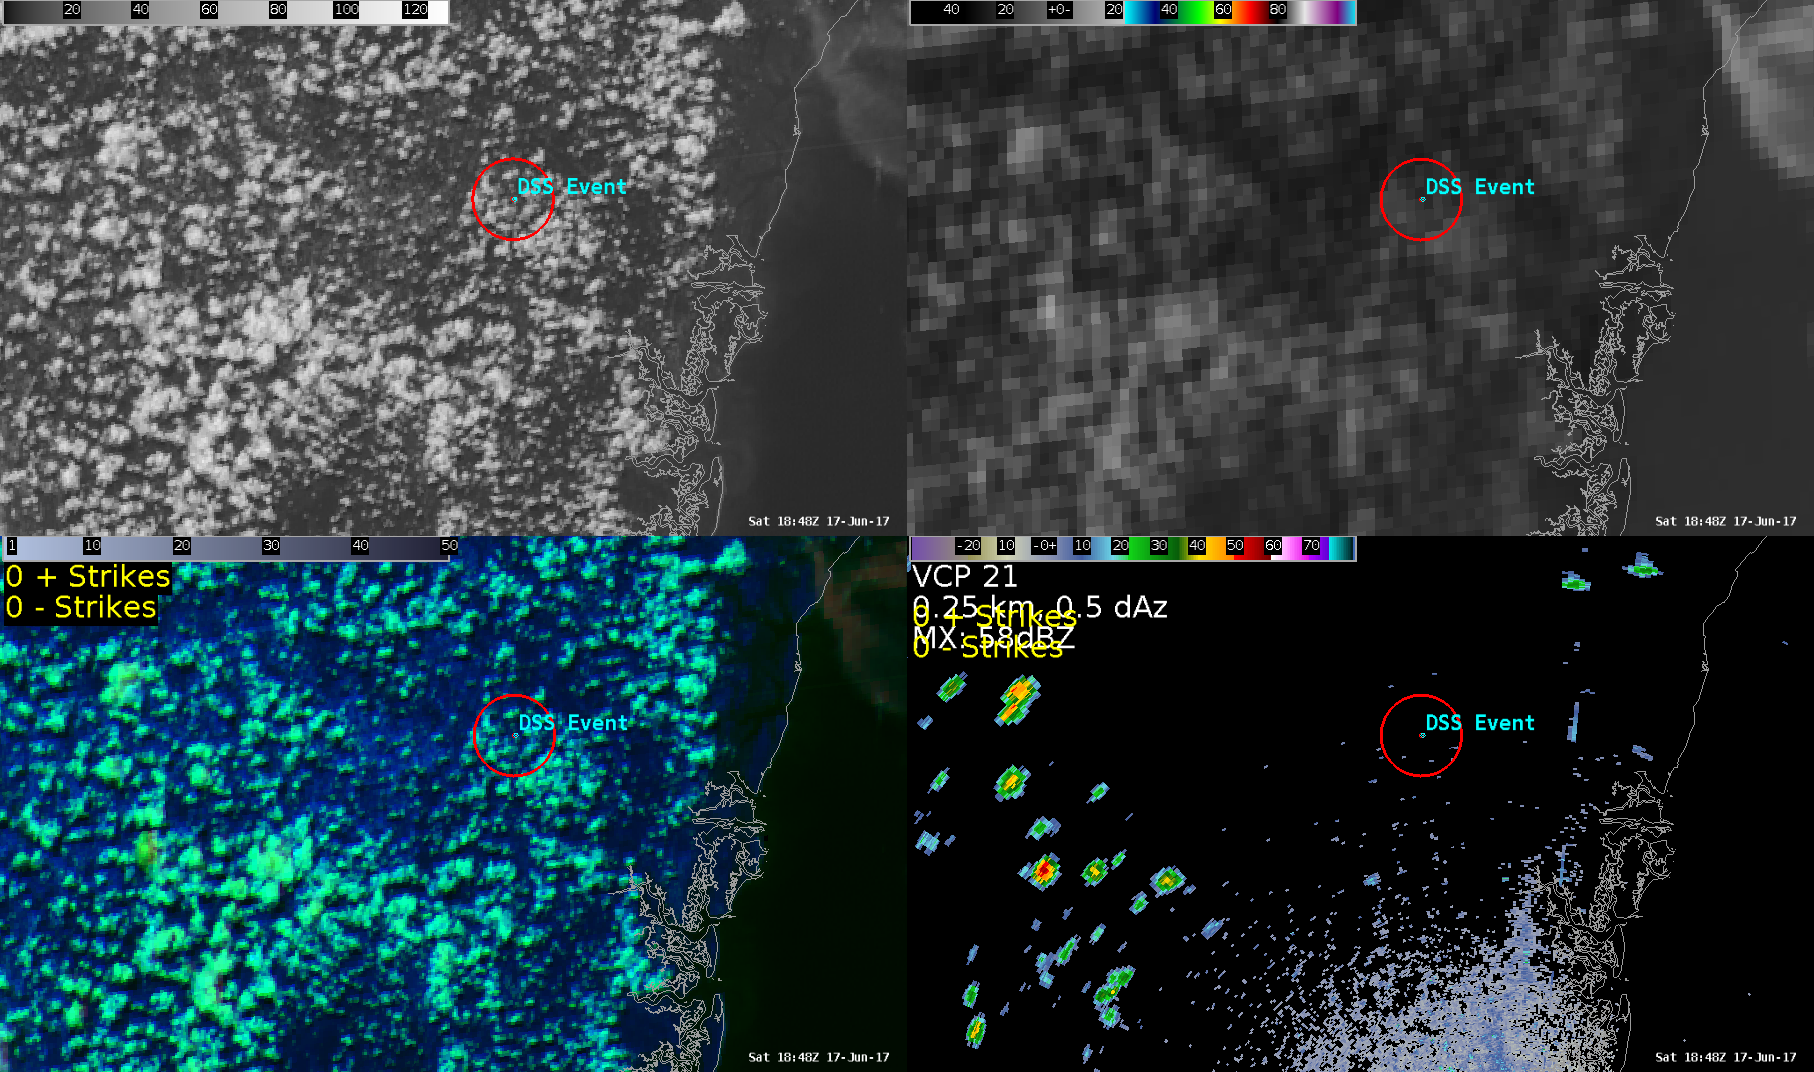 20 40 60 80 100 120
DSS Event
Sat 18:48Z 17-Jun-17
40 20 +0- 20 40 60 80
DSS Event
Sat 18:48Z 17-Jun-17
1 10 20 30 40 50
0 + Strikes
0 - Strikes
DSS Event
Sat 18:48Z 17-Jun-17
-20 10 -0+ 10 20 30 40 50 60 70
VCP 21
0.25 km, 0.5 dAz
0 + Strikes
MX: 58dBZ
0 - Strikes
DSS Event
Sat 18:48Z 17-Jun-17